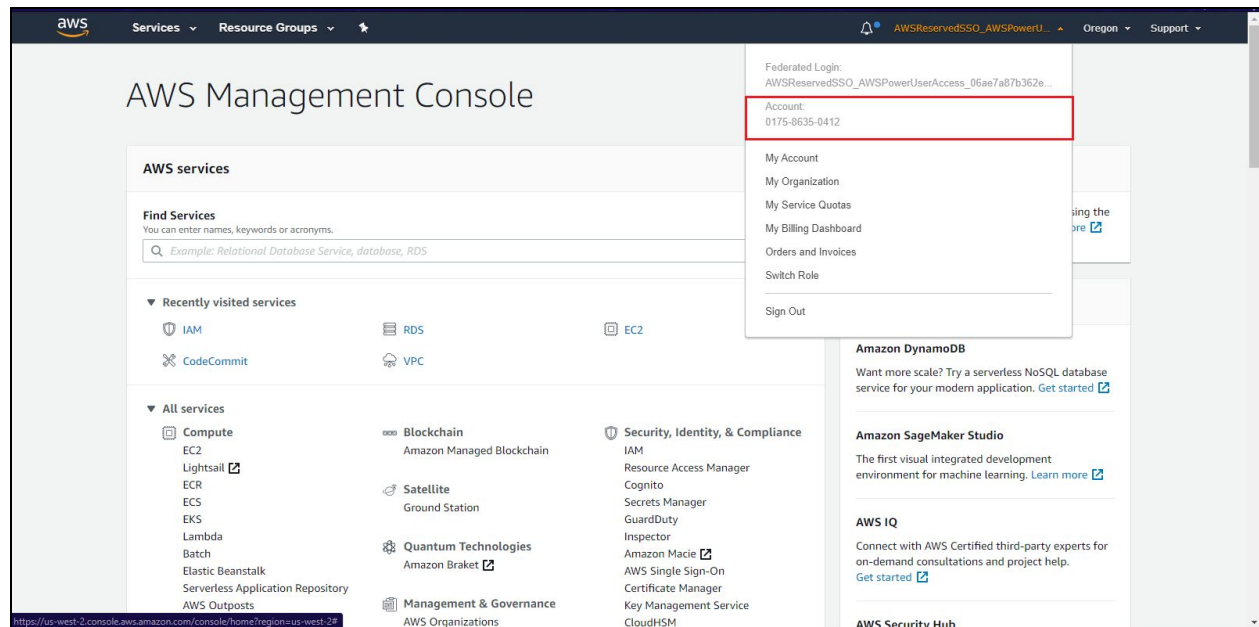 aws
Services
Resource Groups
AWSReservedSSO_AWSPowerU...
Oregon
Support
Federated Login:
AWSReservedSSO_AWSPowerUserAccess_06ae7a87b362e...
Account:
0175-8635-0412
My Account
My Organization
My Service Quotas
My Billing Dashboard
Orders and Invoices
Switch Role
Sign Out
AWS Management Console
AWS services
Find Services
You can enter names, keywords or acronyms.
Example: Relational Database Service, database, RDS
Recently visited services
IAM
RDS
EC2
CodeCommit
VPC
All services
Compute
EC2
Lightsail
ECR
ECS
EKS
Lambda
Batch
Elastic Beanstalk
Serverless Application Repository
AWS Outposts
Blockchain
Amazon Managed Blockchain
Satellite
Ground Station
Quantum Technologies
Amazon Braket
Management & Governance
AWS Organizations
Security, Identity, & Compliance
IAM
Resource Access Manager
Cognito
Secrets Manager
GuardDuty
Inspector
Amazon Macie
AWS Single Sign-On
Certificate Manager
Key Management Service
CloudHSM
the
Amazon DynamoDB
Want more scale? Try a serverless NoSQL database
service for your modern application. Get started
Amazon SageMaker Studio
The first visual integrated development
environment for machine learning. Learn more
AWS IQ
Connect with AWS Certified third-party experts for
on-demand consultations and project help.
Get started
AWS Security Hub
https://us-west-2.console.aws.amazon.com/console/home?region=us-west-2#